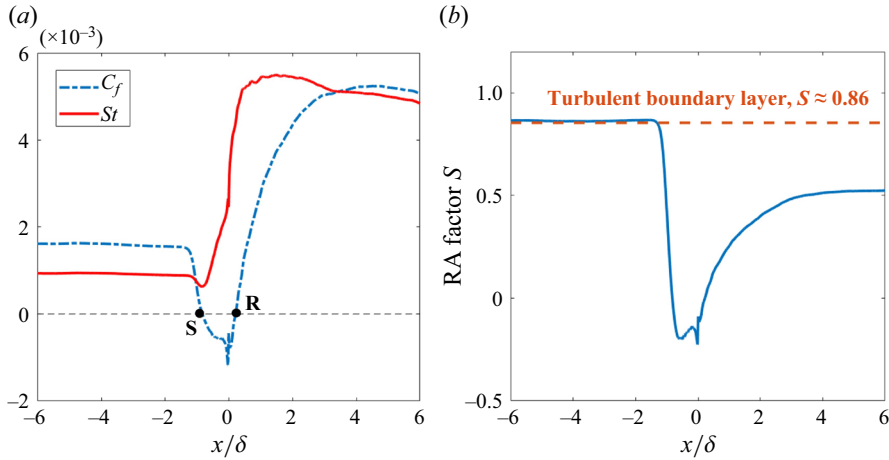 (a)
(×10⁻³)
6
4
2
0
−2
C_f
St
S
R
−6 −4 −2 0 2 4 6
x/δ
(b)
1.0
0.5
0
−0.5
RA factor S
Turbulent boundary layer, S ≈ 0.86
−6 −4 −2 0 2 4 6
x/δ